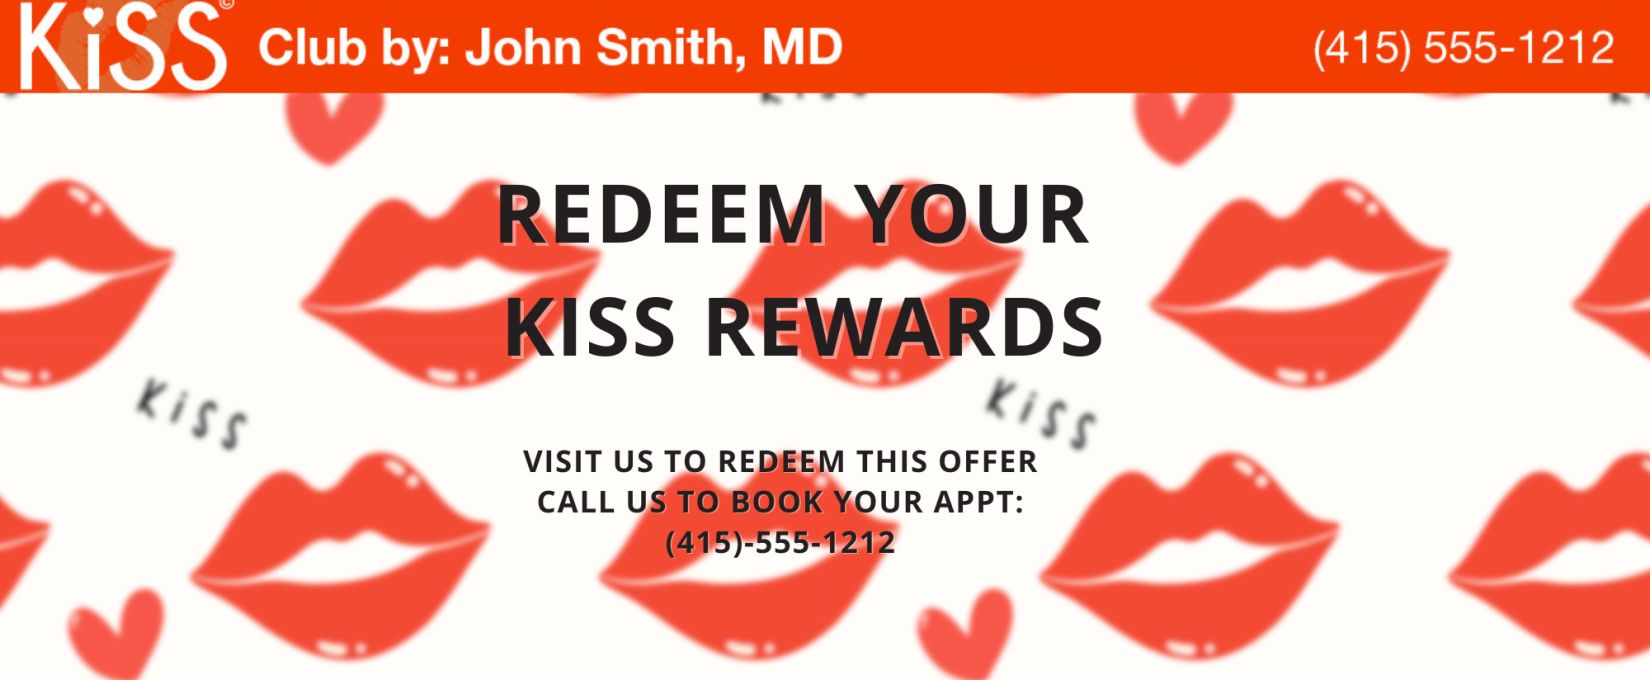 KiSS© Club by: John Smith, MD (415) 555-1212
REDEEM YOUR
KISS REWARDS
KiSS KiSS
VISIT US TO REDEEM THIS OFFER
CALL US TO BOOK YOUR APPT:
(415)-555-1212